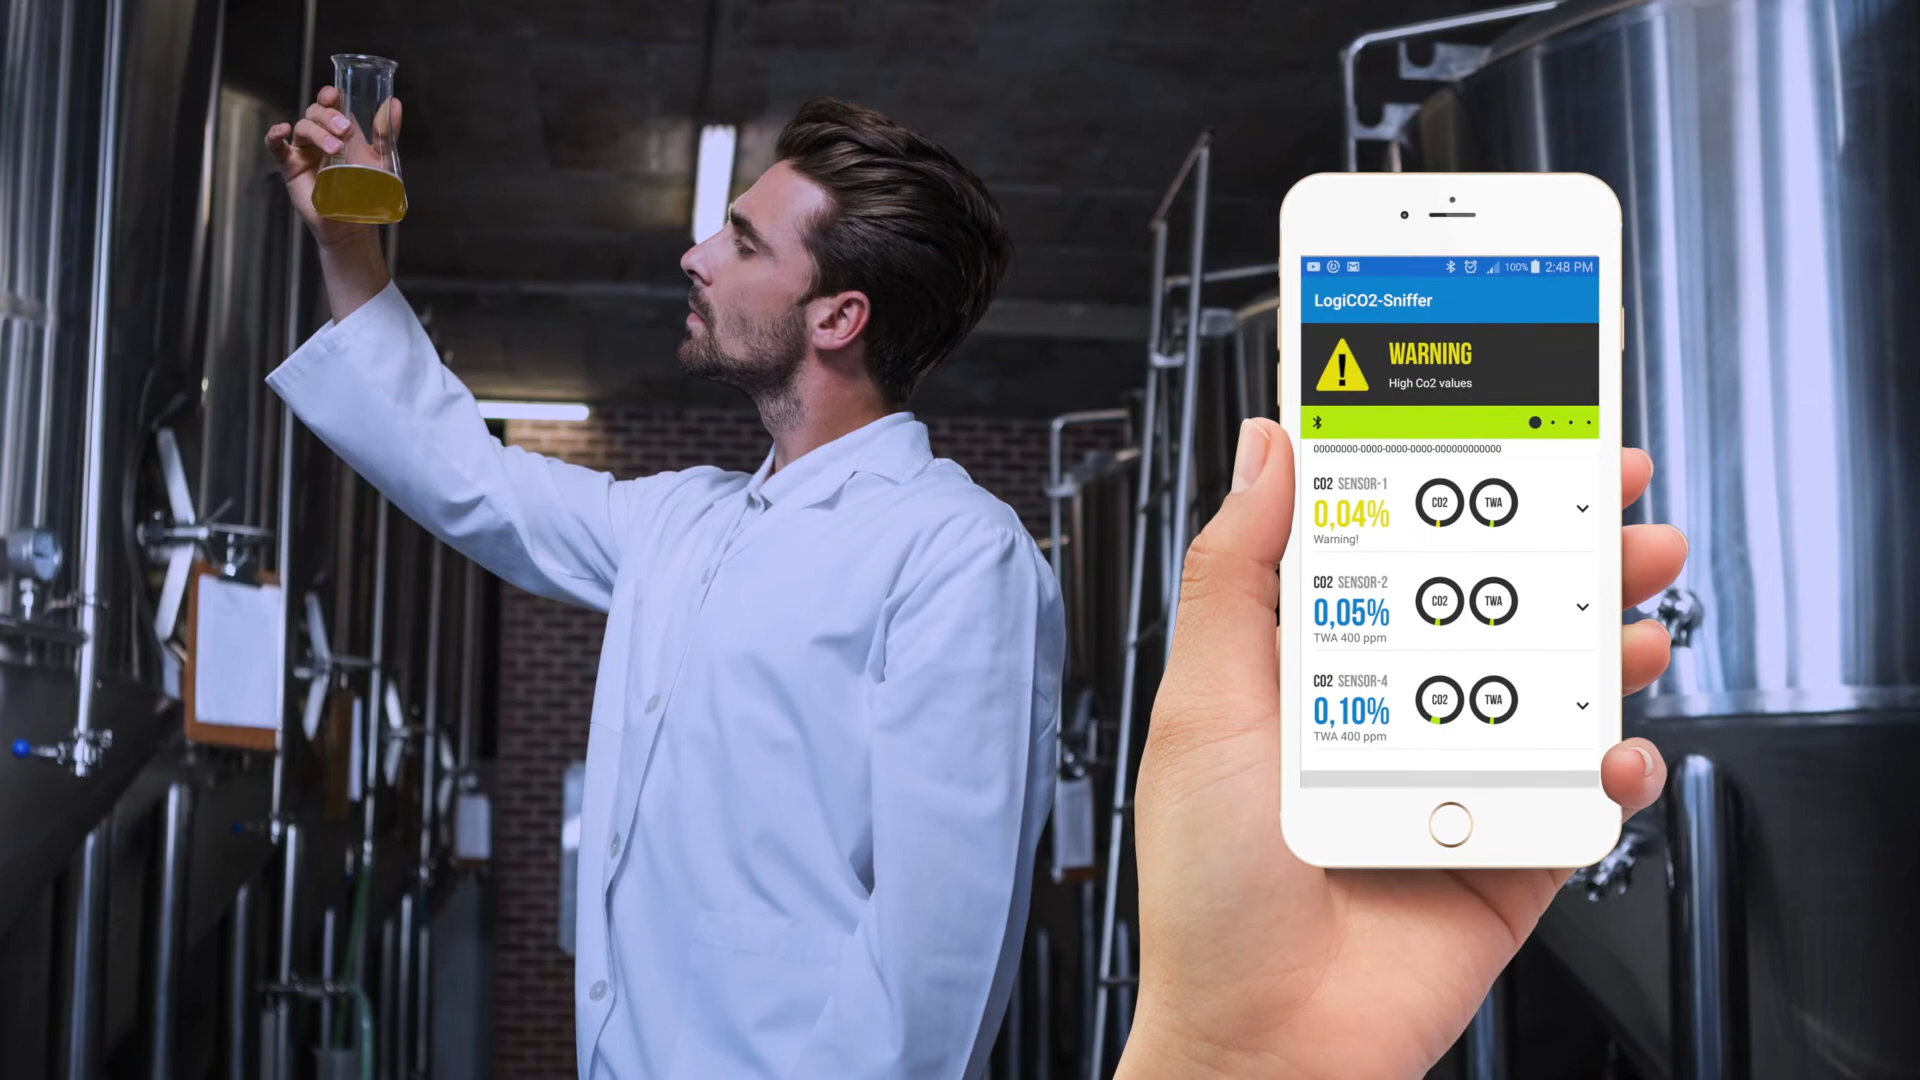 100% 2:48 PM
LogiCO2-Sniffer
WARNING
High Co2 values
00000000-0000-0000-0000-000000000000
CO2 SENSOR-1
0,04%
Warning!
CO2 TWA
CO2 SENSOR-2
0,05%
TWA 400 ppm
CO2 TWA
CO2 SENSOR-4
0,10%
TWA 400 ppm
CO2 TWA